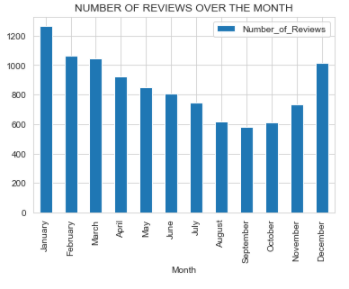 NUMBER OF REVIEWS OVER THE MONTH
Number_of_Reviews
1200
1000
800
600
400
200
0
January
February
March
April
May
June
July
August
September
October
November
December
Month